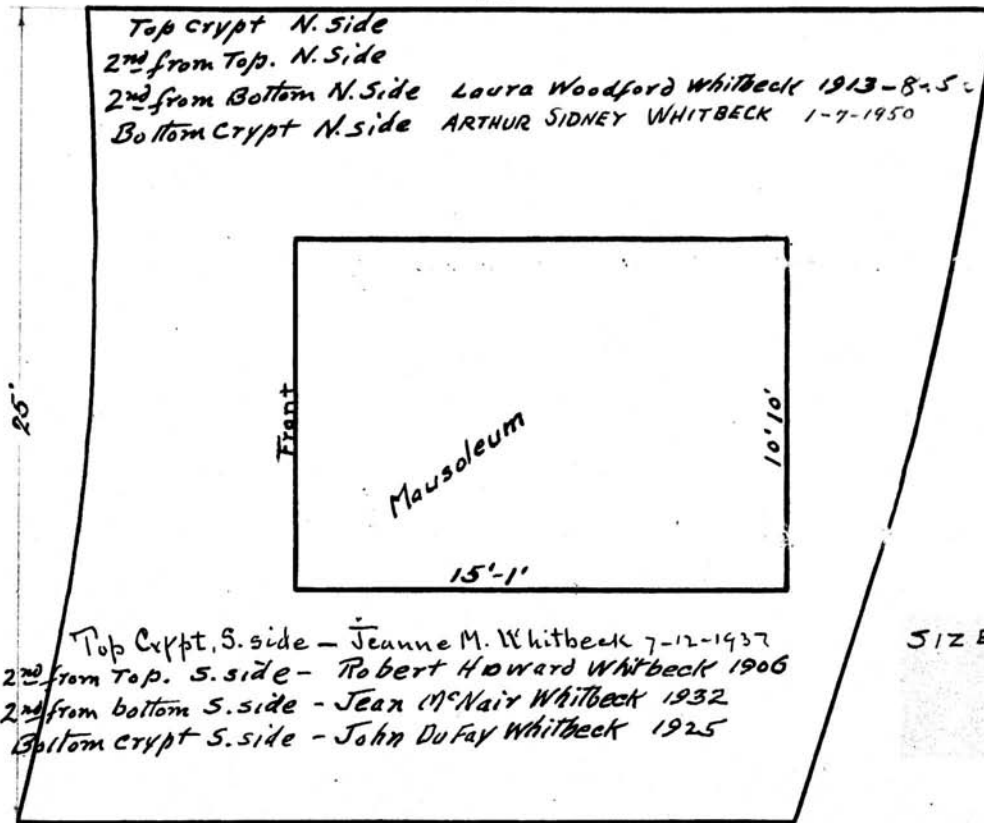 Top Crypt N. Side
2nd from Top. N. Side
2nd from Bottom N. Side Laura Woodford Whitbeck 1913
Bottom Crypt N. side ARTHUR SIDNEY WHITBECK 1-7-1950
25'
Front
Mausoleum
10' 10'
15'-1'
Top Crypt, S. side - Jeanne M. Whitbeck 7-12-1937
2nd from Top. S. side - Robert Howard Whitbeck 1906
2nd from bottom S. side - Jean McNair Whitbeck 1932
Bottom crypt S. side - John DuFay Whitbeck 1925